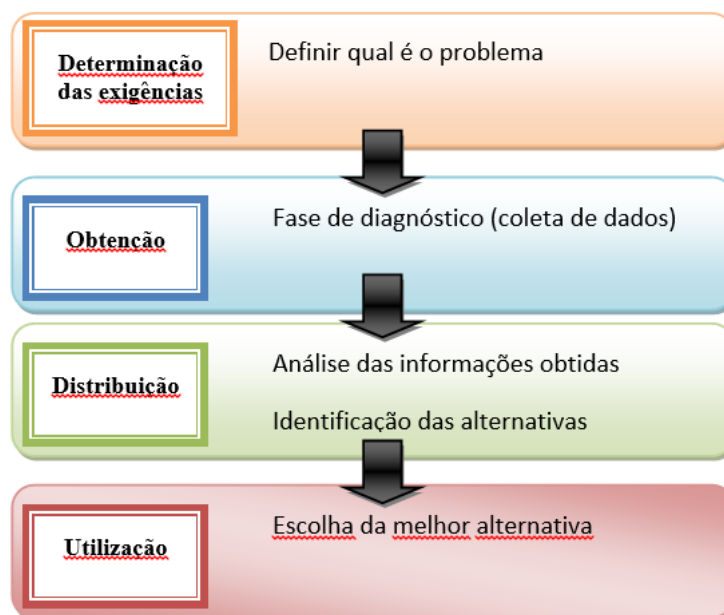 Determinação
das exigências
Definir qual é o problema
Obtenção
Fase de diagnóstico (coleta de dados)
Distribuição
Análise das informações obtidas
Identificação das alternativas
Utilização
Escolha da melhor alternativa